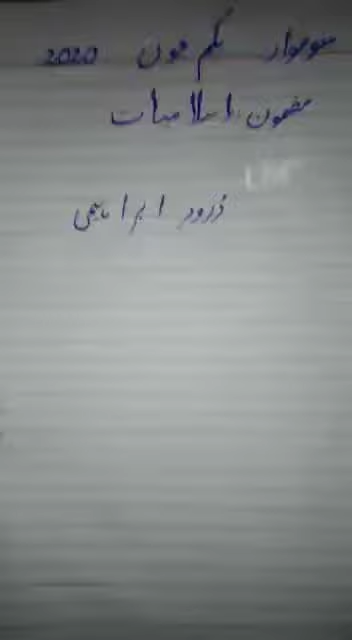 سوموار یکم جون 2020
مضمون اسلامیات
درود ابراہیمی